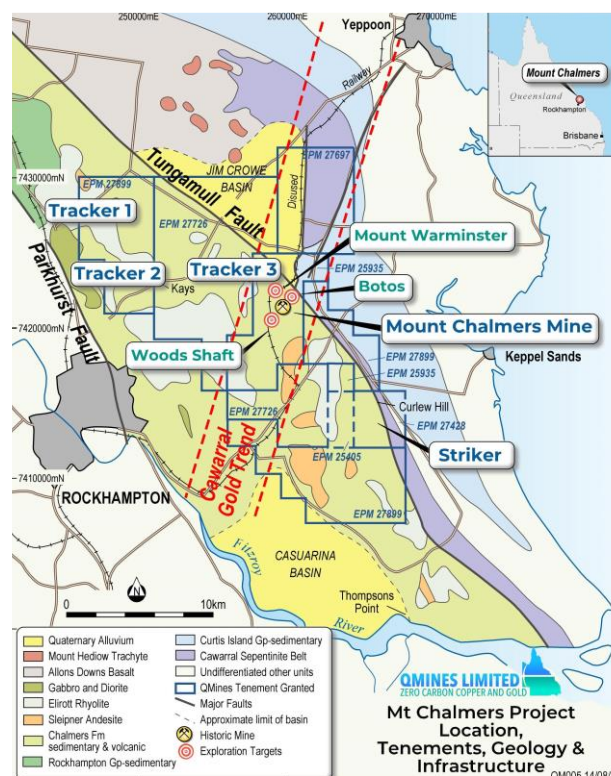 250000mE
260000mE
270000mE
Yeppoon
Mount Chalmers
Queensland
Rockhampton
Brisbane
Railway
JIM CROWE
BASIN
Disused
EPM 27697
7430000mN
EPM 27899
Tungamull Fault
Tracker 1
EPM 27726
Mount Warminster
Tracker 2
Tracker 3
EPM 25935
Kays
Botos
Parkhurst Fault
Mount Chalmers Mine
7420000mN
Woods Shaft
Keppel Sands
EPM 27899
EPM 25935
Curlew Hill
EPM 27726
EPM 27428
Cawarral
Gold Trend
Striker
EPM 25405
7410000mN
ROCKHAMPTON
EPM 27899
Fitzroy
CASUARINA
BASIN
Thompsons
Point
River
N
0
10km
Quaternary Alluvium
Mount Hediow Trachyte
Allons Downs Basalt
Gabbro and Diorite
Elirott Rhyolite
Sleipner Andesite
Chalmers Fm
sedimentary & volcanic
Rockhampton Gp-sedimentary
Curtis Island Gp-sedimentary
Cawarral Sepentinite Belt
Undifferentiated other units
QMines Tenement Granted
Major Faults
Approximate limit of basin
Historic Mine
Exploration Targets
QMINES LIMITED
ZERO CARBON COPPER AND GOLD
Mt Chalmers Project
Location,
Tenements, Geology &
Infrastructure